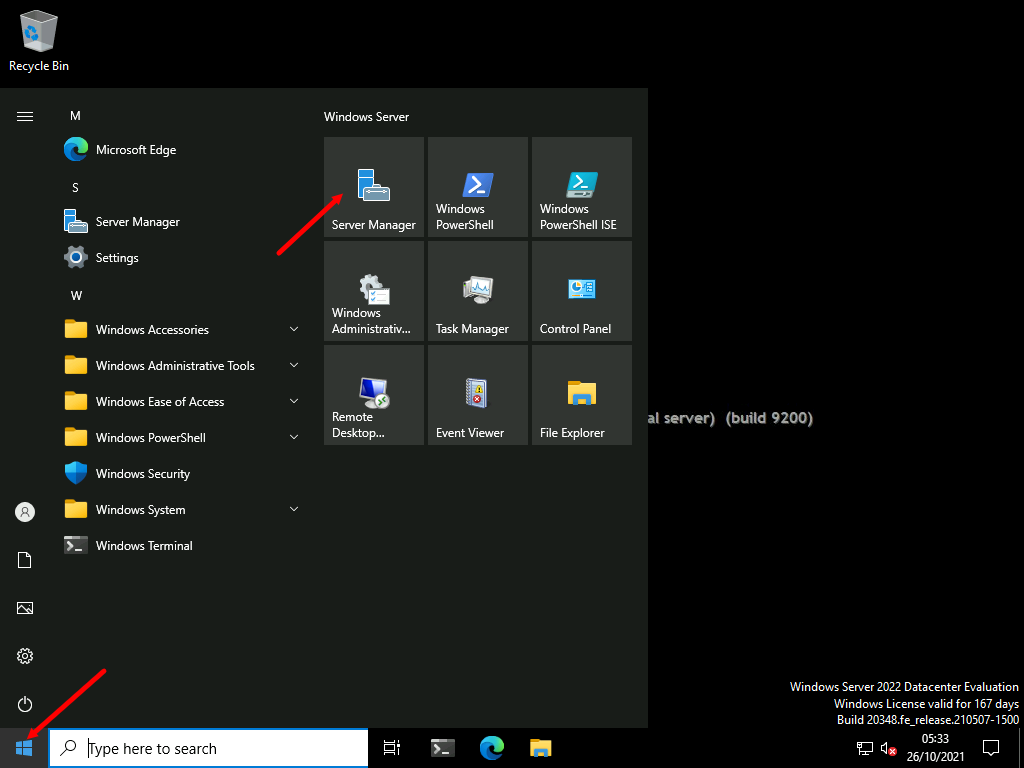 Recycle Bin
M
Microsoft Edge
S
Server Manager
Settings
W
Windows Accessories
Windows Administrative Tools
Windows Ease of Access
Windows PowerShell
Windows Security
Windows System
Windows Terminal
Windows Server
Server Manager
Windows
PowerShell
Windows
PowerShell ISE
Windows
Administrativ...
Task Manager
Control Panel
Remote
Desktop...
Event Viewer
File Explorer
al server) (build 9200)
Windows Server 2022 Datacenter Evaluation
Windows License valid for 167 days
Build 20348.fe_release.210507-1500
Type here to search
05:33
26/10/2021